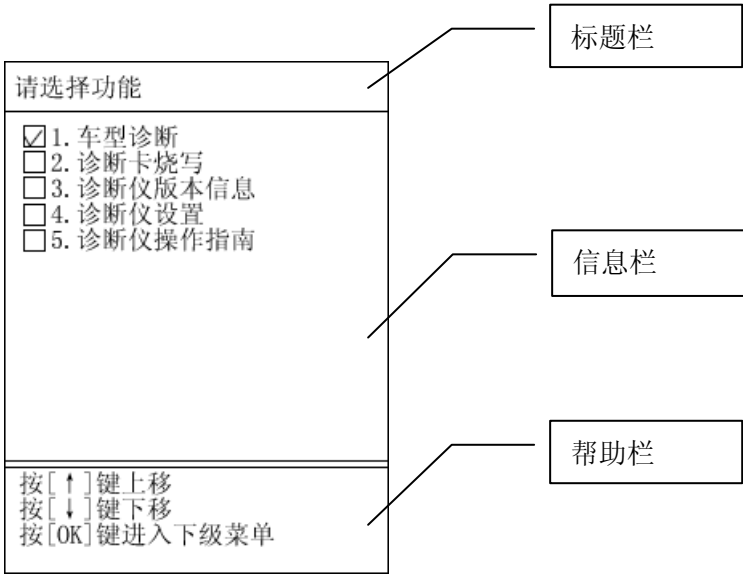 标题栏
请选择功能
☑1.车型诊断
☐2.诊断卡烧写
☐3.诊断仪版本信息
☐4.诊断仪设置
☐5.诊断仪操作指南
信息栏
帮助栏
按[↑]键上移
按[↓]键下移
按[OK]键进入下级菜单